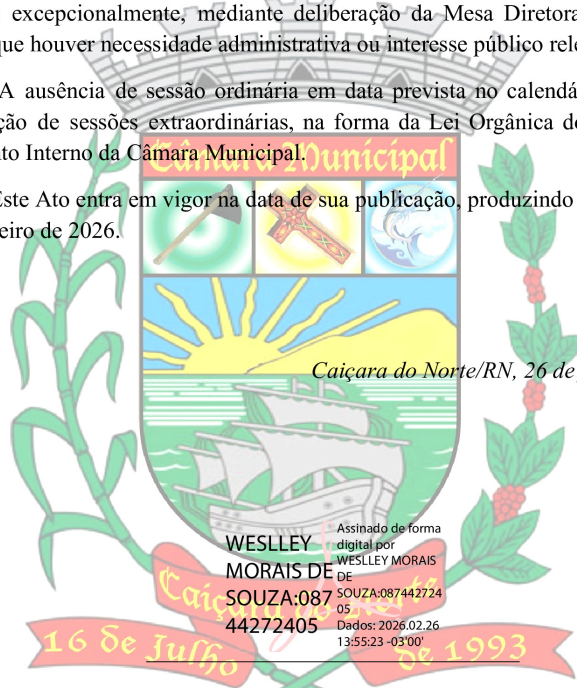 excepcionalmente, mediante deliberação da Mesa Diretora
que houver necessidade administrativa ou interesse público rele
A ausência de sessão ordinária em data prevista no calendá
ção de sessões extraordinárias, na forma da Lei Orgânica do
nto Interno da Câmara Municipal.
Câmara Municipal
Este Ato entra em vigor na data de sua publicação, produzindo
eiro de 2026.
Caiçara do Norte/RN, 26 de
WESLLEY
MORAIS DE
SOUZA:087
44272405
Assinado de forma
digital por
WESLLEY MORAIS
DE
SOUZA:087442724
05
Dados: 2026.02.26
13:55:23 -03'00'
Caiçara do Norte
16 de Julho
de 1993